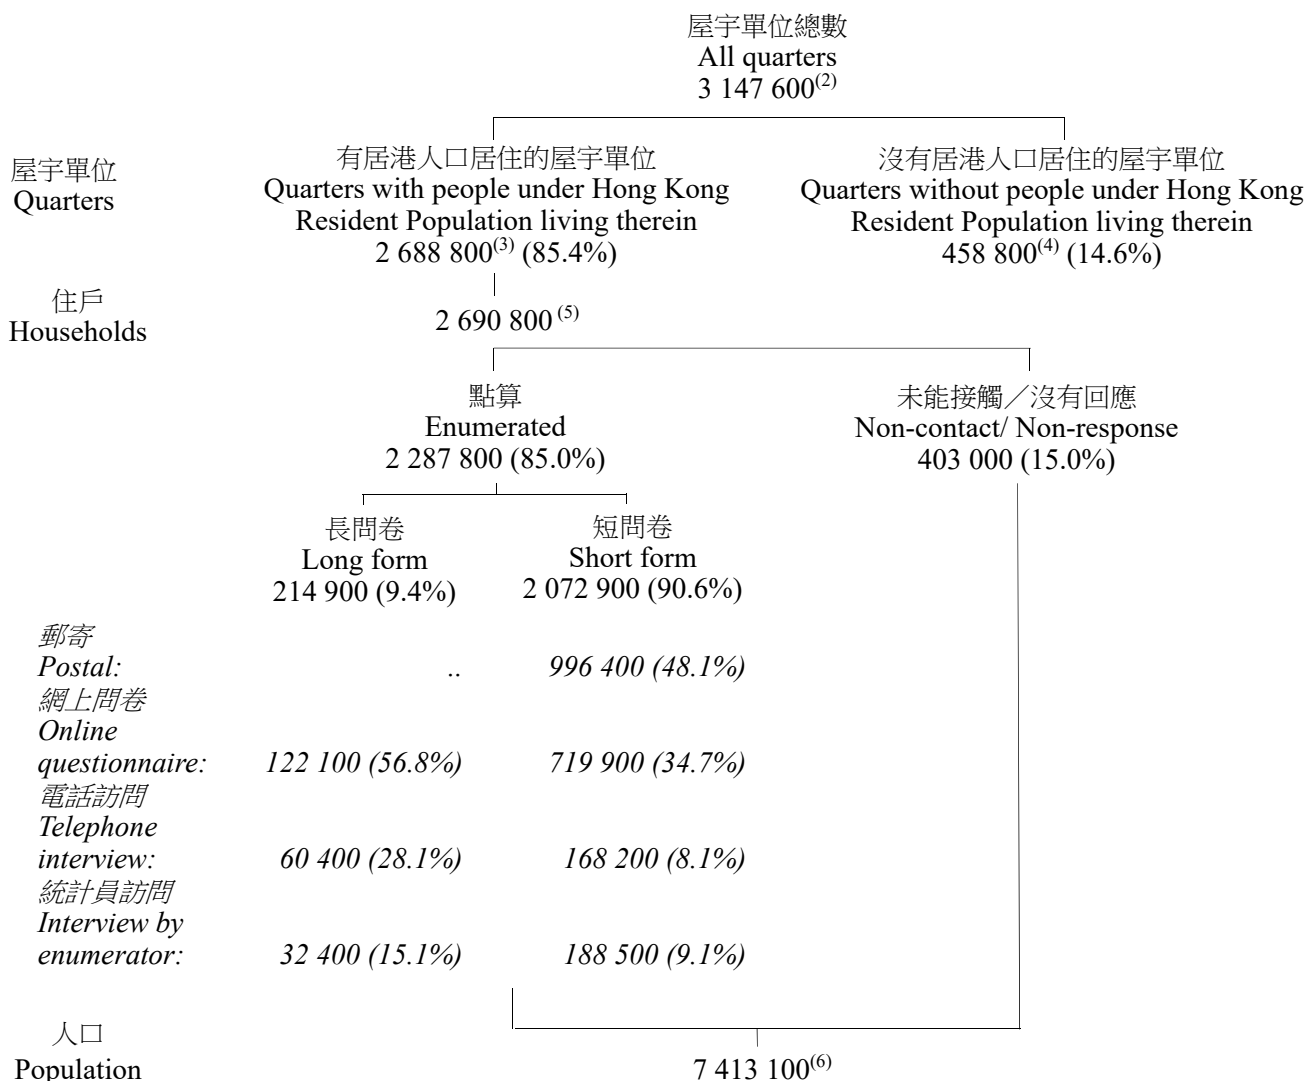 屋宇單位總數
All quarters
3 147 600(2)
屋宇單位
Quarters
有居港人口居住的屋宇單位
Quarters with people under Hong Kong
Resident Population living therein
2 688 800(3) (85.4%)
沒有居港人口居住的屋宇單位
Quarters without people under Hong Kong
Resident Population living therein
458 800(4) (14.6%)
住戶
Households
2 690 800 (5)
點算
Enumerated
2 287 800 (85.0%)
未能接觸／沒有回應
Non-contact/ Non-response
403 000 (15.0%)
長問卷
Long form
214 900 (9.4%)
短問卷
Short form
2 072 900 (90.6%)
郵寄
Postal: .. 996 400 (48.1%)
網上問卷
Online
questionnaire: 122 100 (56.8%) 719 900 (34.7%)
電話訪問
Telephone
interview: 60 400 (28.1%) 168 200 (8.1%)
統計員訪問
Interview by
enumerator: 32 400 (15.1%) 188 500 (9.1%)
人口
Population 7 413 100(6)